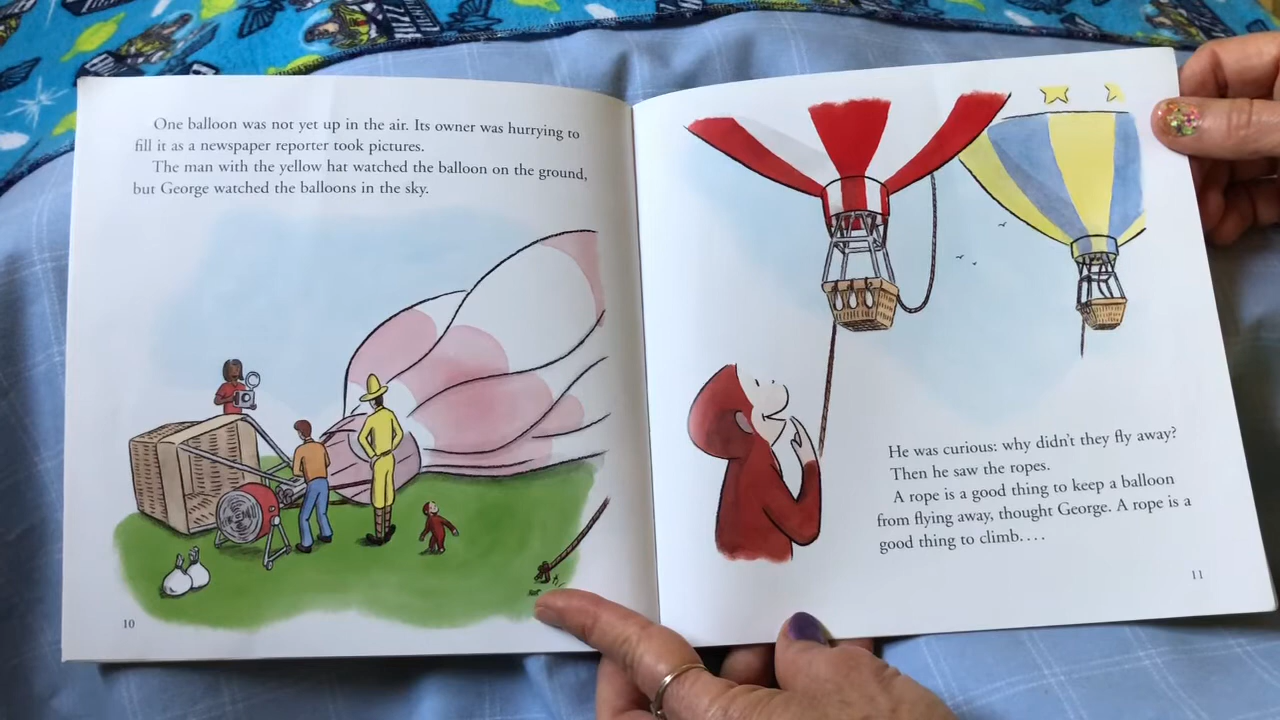 One balloon was not yet up in the air. Its owner was hurrying to
fill it as a newspaper reporter took pictures.
The man with the yellow hat watched the balloon on the ground,
but George watched the balloons in the sky.
10
He was curious: why didn't they fly away?
Then he saw the ropes.
A rope is a good thing to keep a balloon
from flying away, thought George. A rope is a
good thing to climb....
11